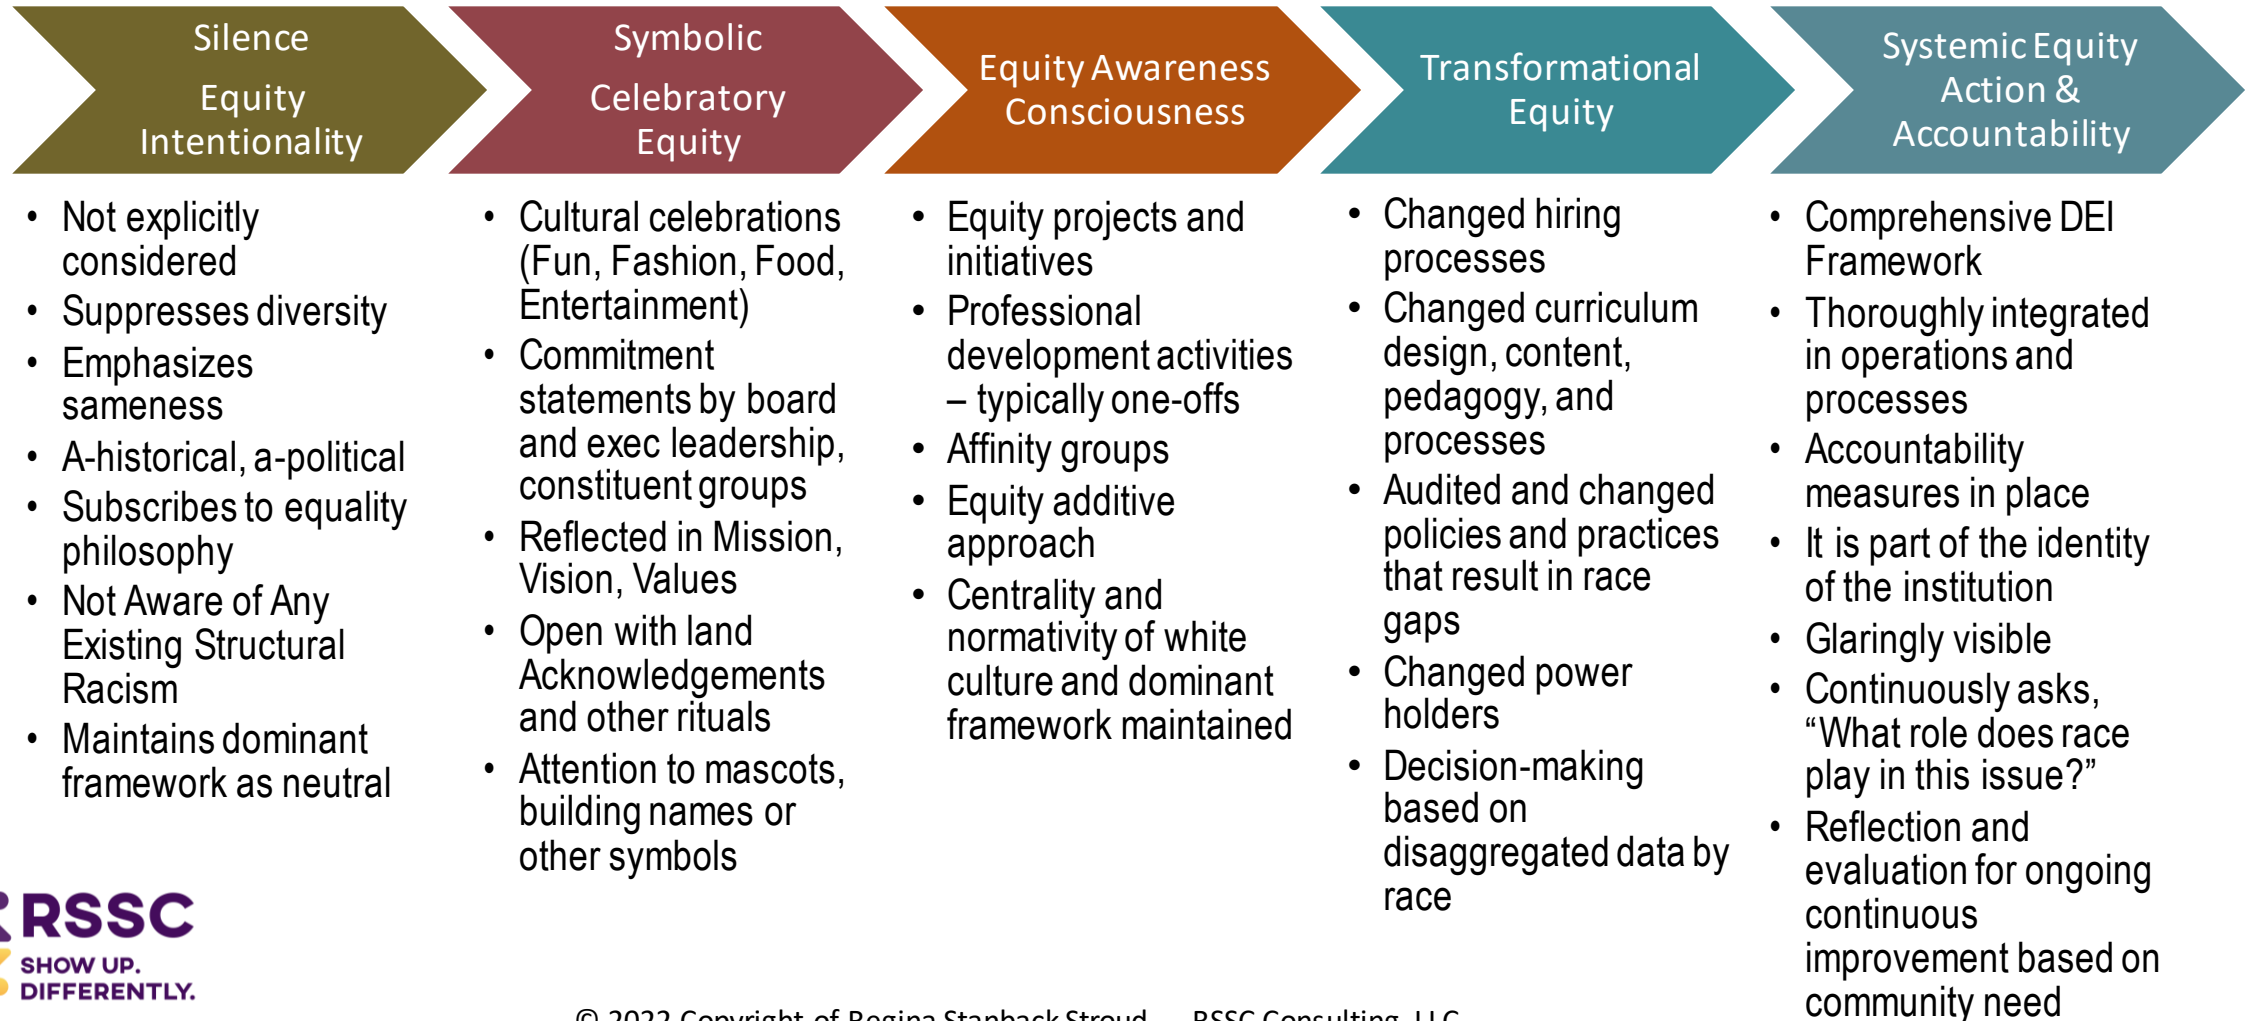 Silence
Equity
Intentionality
• Not explicitly
considered
• Suppresses diversity
• Emphasizes
sameness
• A-historical, a-political
• Subscribes to equality
philosophy
• Not Aware of Any
Existing Structural
Racism
• Maintains dominant
framework as neutral
Symbolic
Celebratory
Equity
• Cultural celebrations
(Fun, Fashion, Food,
Entertainment)
• Commitment
statements by board
and exec leadership,
constituent groups
• Reflected in Mission,
Vision, Values
• Open with land
Acknowledgements
and other rituals
• Attention to mascots,
building names or
other symbols
Equity Awareness
Consciousness
• Equity projects and
initiatives
• Professional
development activities
– typically one-offs
• Affinity groups
• Equity additive
approach
• Centrality and
normativity of white
culture and dominant
framework maintained
Transformational
Equity
• Changed hiring
processes
• Changed curriculum
design, content,
pedagogy, and
processes
• Audited and changed
policies and practices
that result in race
gaps
• Changed power
holders
• Decision-making
based on
disaggregated data by
race
Systemic Equity
Action &
Accountability
• Comprehensive DEI
Framework
• Thoroughly integrated
in operations and
processes
• Accountability
measures in place
• It is part of the identity
of the institution
• Glaringly visible
• Continuously asks,
“What role does race
play in this issue?”
• Reflection and
evaluation for ongoing
continuous
improvement based on
community need
RSSC
SHOW UP.
DIFFERENTLY.
© 2022 Copyright of Regina Stanback Stroud RSSC Consulting, LLC